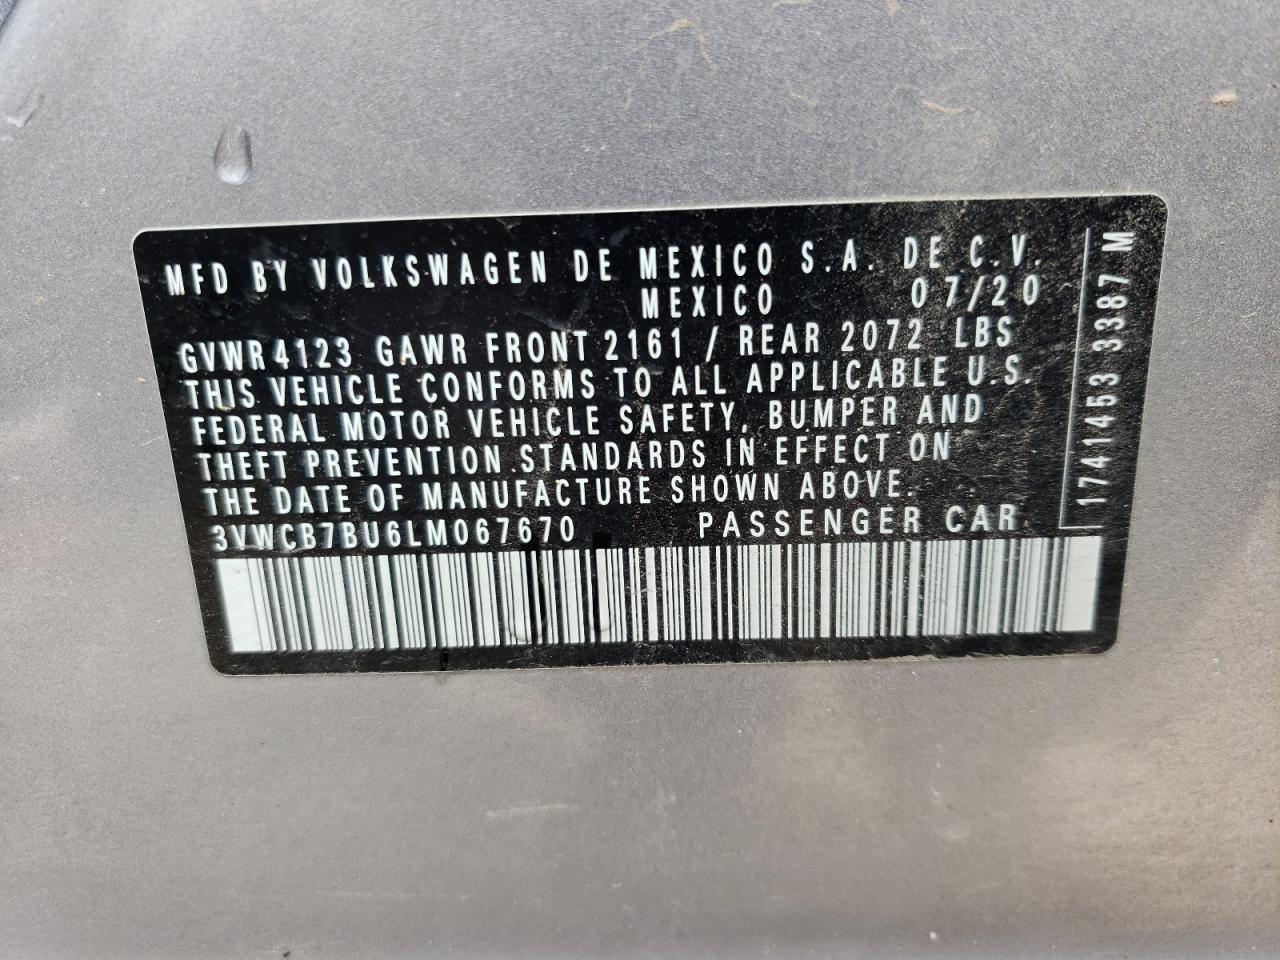 MFD BY VOLKSWAGEN DE MEXICO S.A. DE C.V.
MEXICO 07/20
GVWR 4123 GAWR FRONT 2161 / REAR 2072 LBS
THIS VEHICLE CONFORMS TO ALL APPLICABLE U.S.
FEDERAL MOTOR VEHICLE SAFETY, BUMPER AND
THEFT PREVENTION STANDARDS IN EFFECT ON
THE DATE OF MANUFACTURE SHOWN ABOVE.
3VWCB7BU6LM067670 PASSENGER CAR
1741453 3387 M